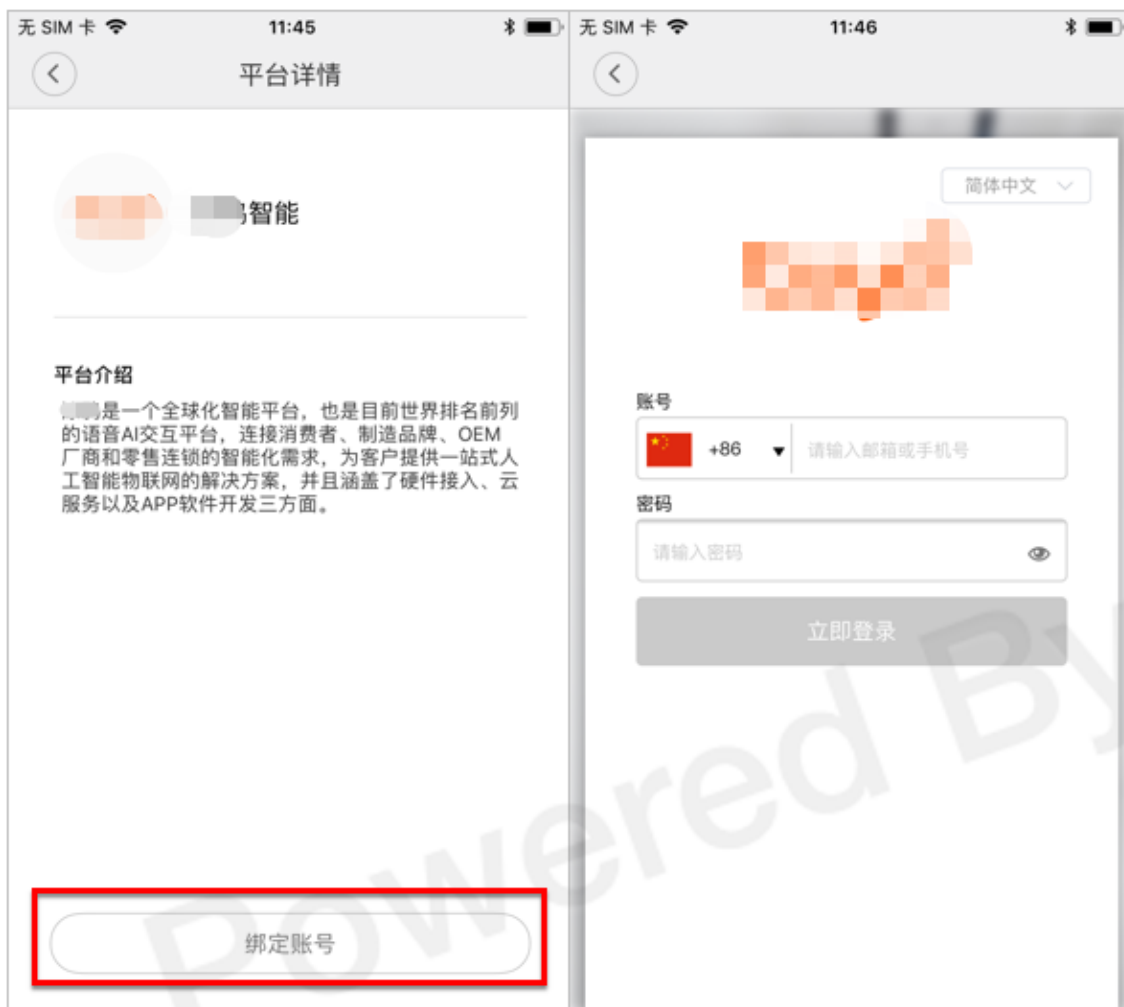 无 SIM 卡
11:45
平台详情
智能
平台介绍
是一个全球化智能平台，也是目前世界排名前列
的语音AI交互平台，连接消费者、制造品牌、OEM
厂商和零售连锁的智能化需求，为客户提供一站式人
工智能物联网的解决方案，并且涵盖了硬件接入、云
服务以及APP软件开发三方面。
绑定账号
无 SIM 卡
11:46
简体中文
账号
+86
请输入邮箱或手机号
密码
请输入密码
立即登录
Powered By